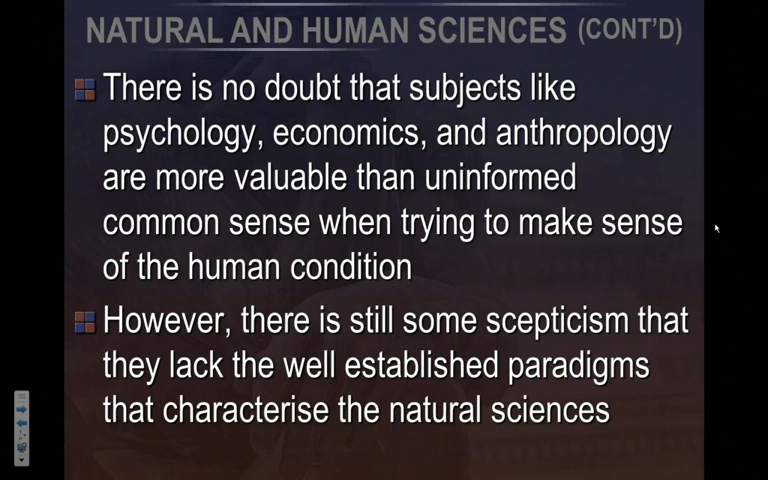 NATURAL AND HUMAN SCIENCES (CONT'D)
There is no doubt that subjects like
psychology, economics, and anthropology
are more valuable than uninformed
common sense when trying to make sense
of the human condition
However, there is still some scepticism that
they lack the well established paradigms
that characterise the natural sciences